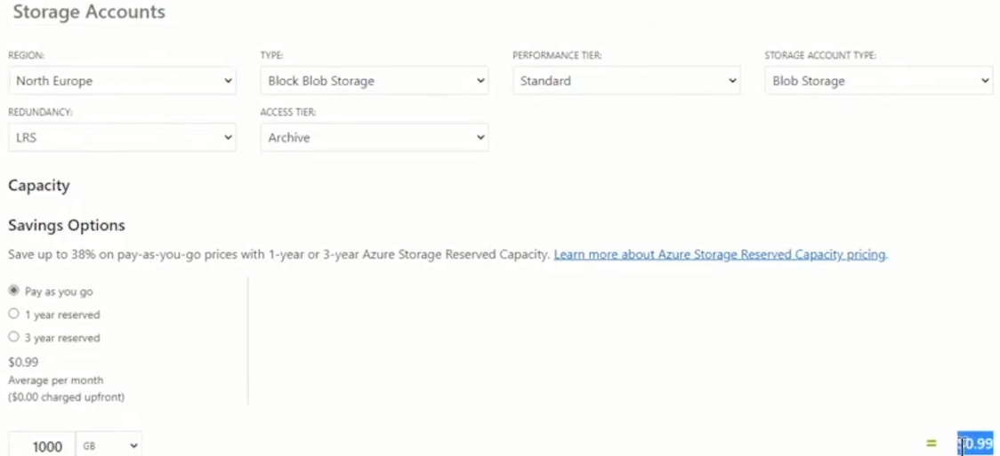 Storage Accounts
REGION: TYPE: PERFORMANCE TIER: STORAGE ACCOUNT TYPE:
North Europe Block Blob Storage Standard Blob Storage
REDUNDANCY: ACCESS TIER:
LRS Archive
Capacity
Savings Options
Save up to 38% on pay-as-you-go prices with 1-year or 3-year Azure Storage Reserved Capacity. Learn more about Azure Storage Reserved Capacity pricing.
Pay as you go
1 year reserved
3 year reserved
$0.99
Average per month
($0.00 charged upfront)
1000 GB = $0.99